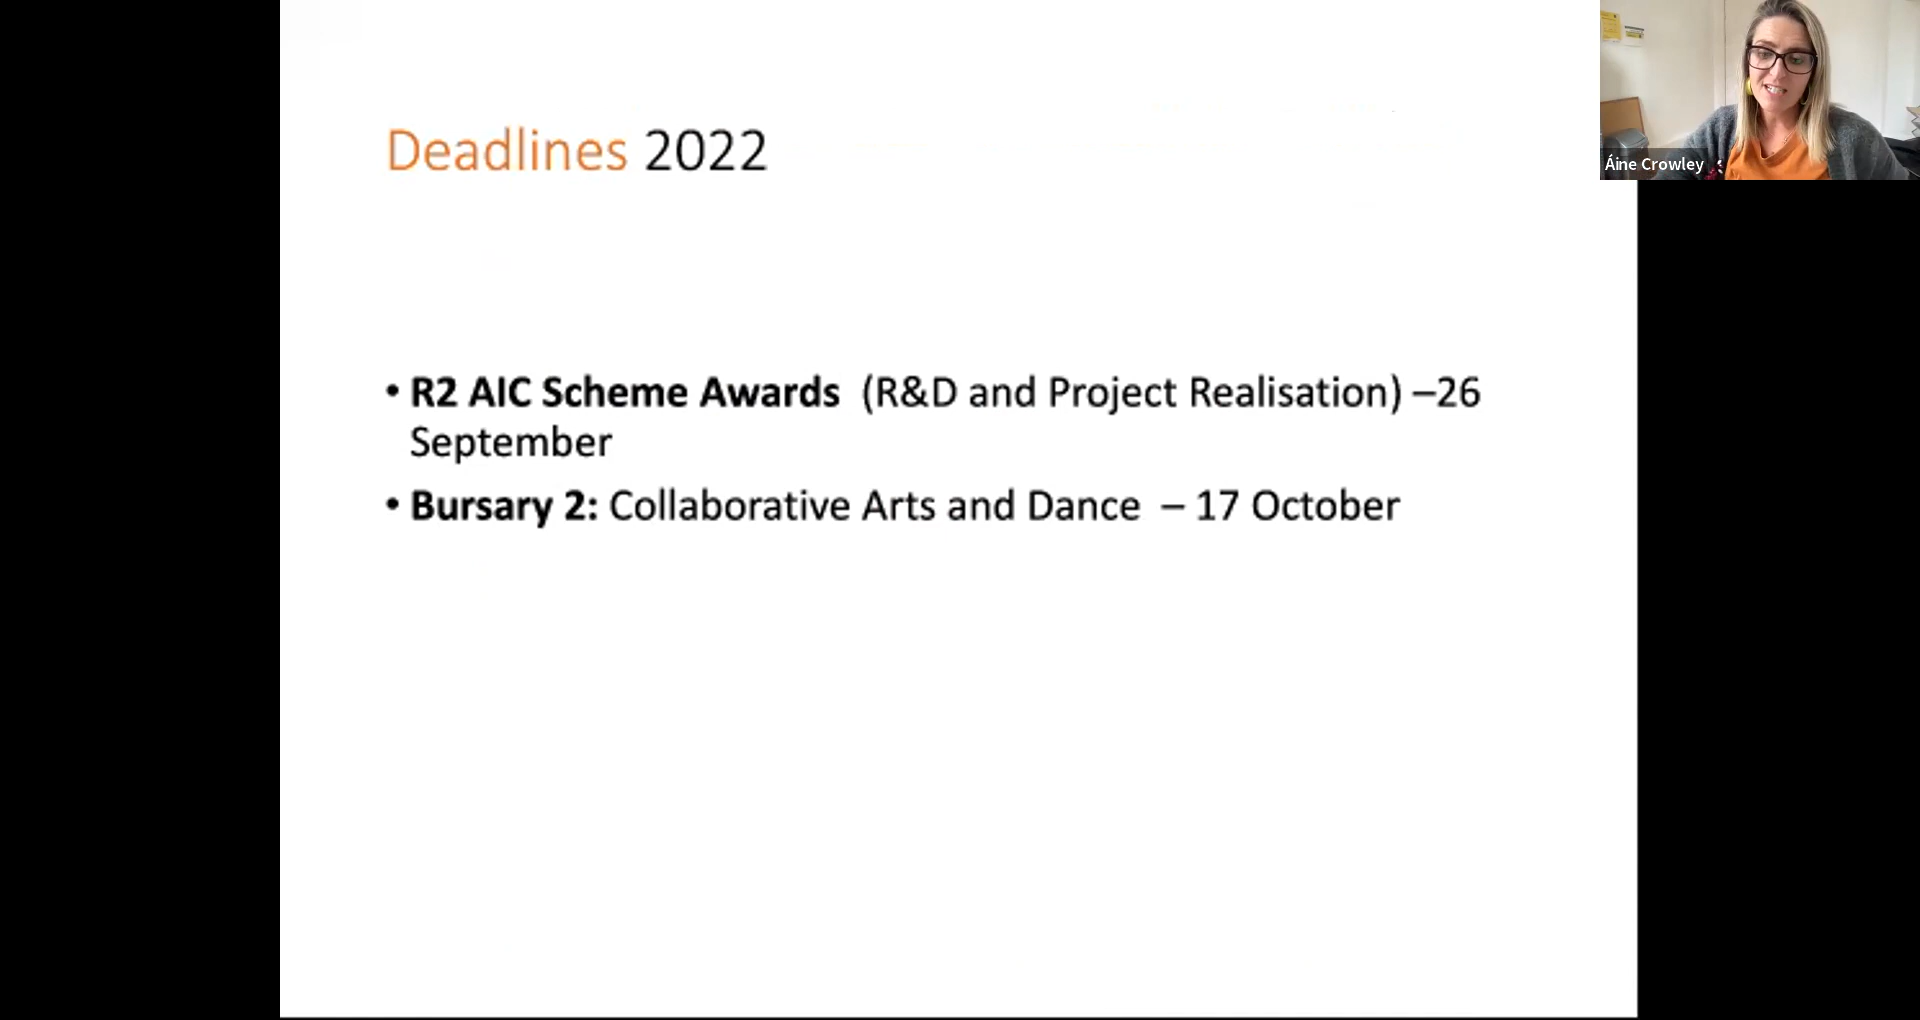 Deadlines 2022
• R2 AIC Scheme Awards (R&D and Project Realisation) –26
September
• Bursary 2: Collaborative Arts and Dance – 17 October
Áine Crowley